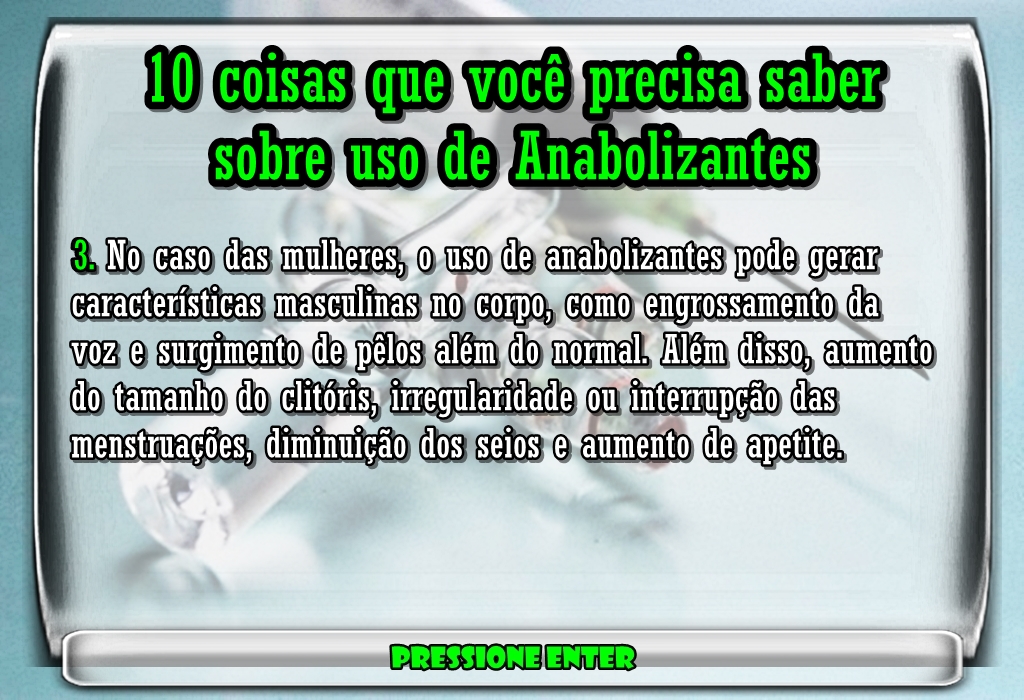 10 coisas que você precisa saber
sobre uso de Anabolizantes
3. No caso das mulheres, o uso de anabolizantes pode gerar
características masculinas no corpo, como engrossamento da
voz e surgimento de pêlos além do normal. Além disso, aumento
do tamanho do clitóris, irregularidade ou interrupção das
menstruações, diminuição dos seios e aumento de apetite.
PRESSIONE ENTER